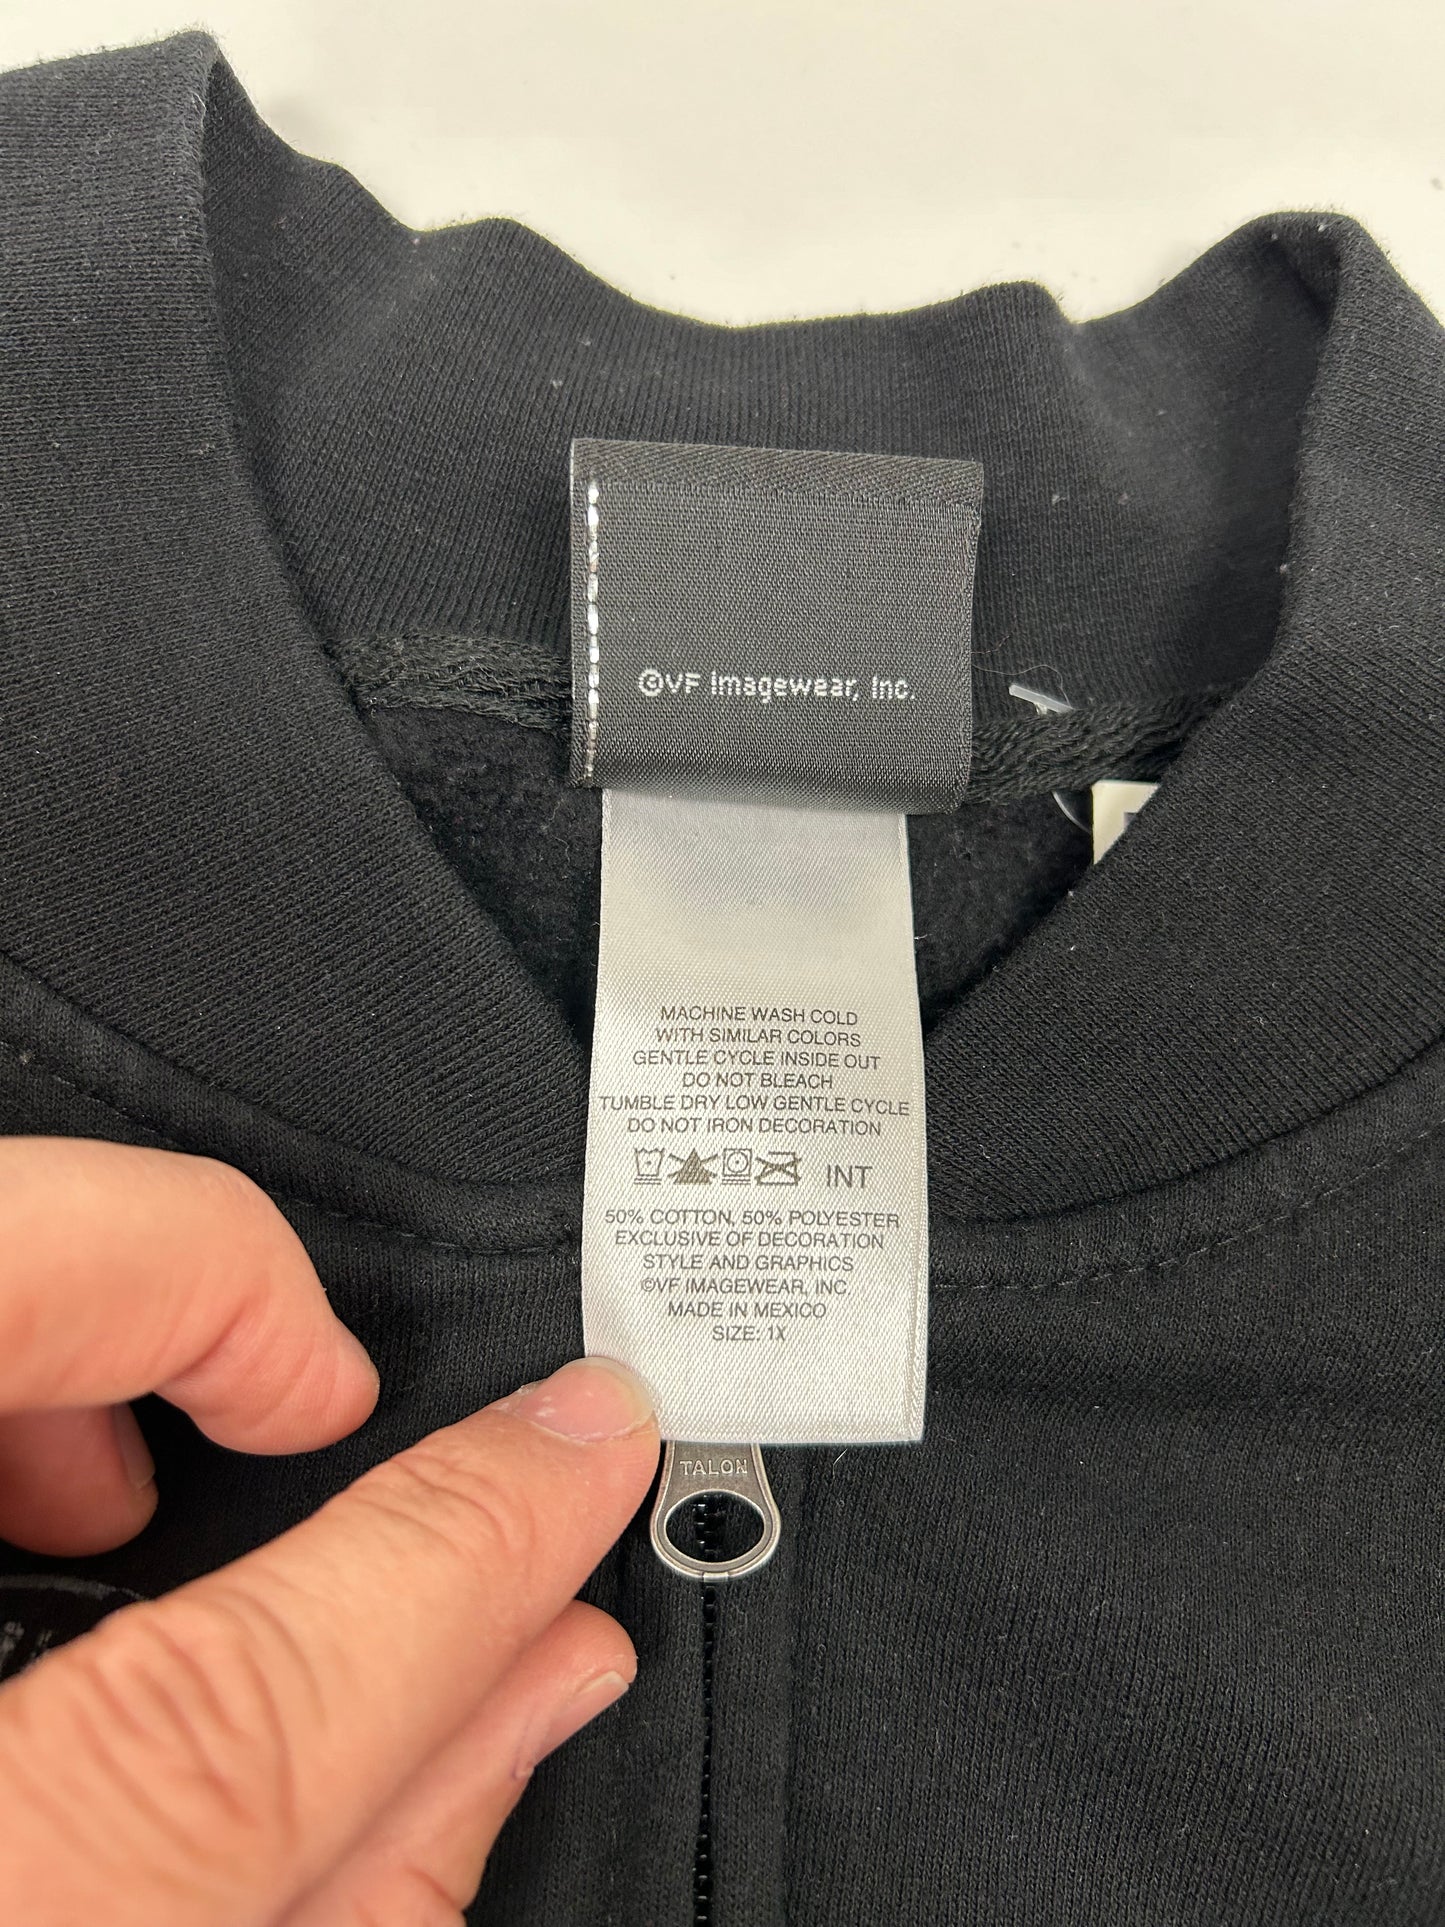 ©VF Imagewear, Inc.
MACHINE WASH COLD
WITH SIMILAR COLORS
GENTLE CYCLE INSIDE OUT
DO NOT BLEACH
TUMBLE DRY LOW GENTLE CYCLE
DO NOT IRON DECORATION
INT
50% COTTON, 50% POLYESTER
EXCLUSIVE OF DECORATION
STYLE AND GRAPHICS
©VF IMAGEWEAR, INC.
MADE IN MEXICO
SIZE: 1X
TALON